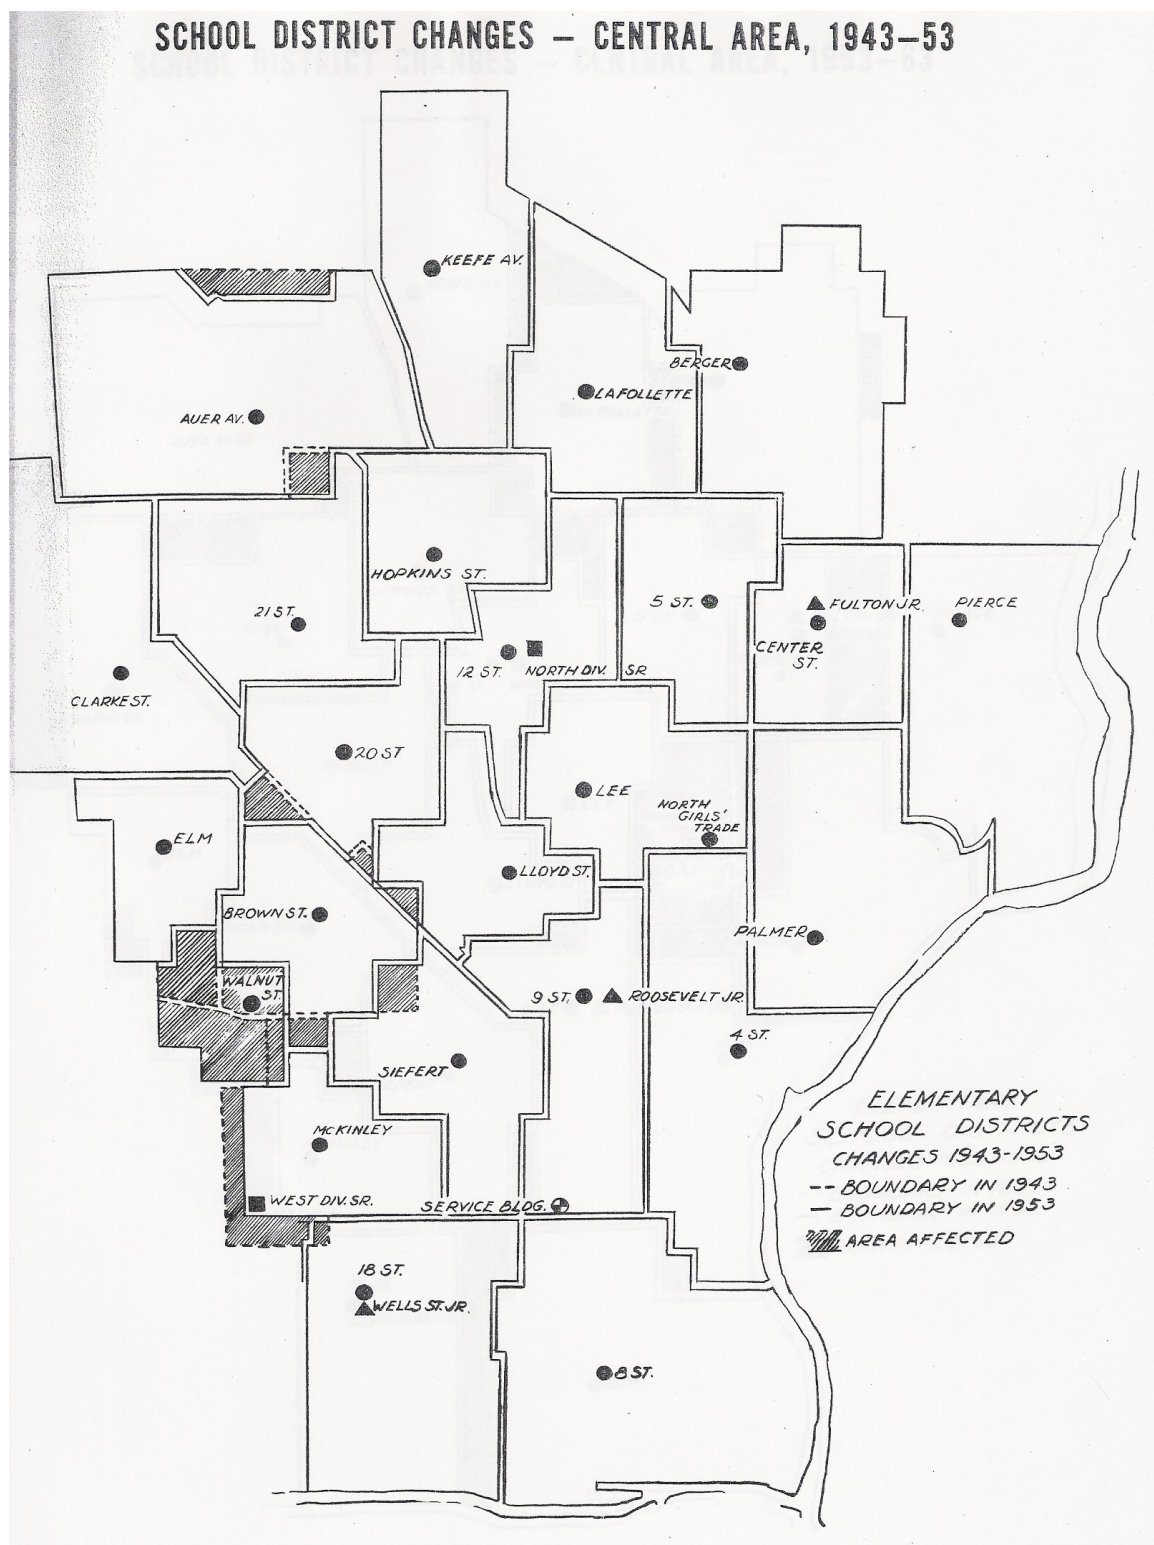 SCHOOL DISTRICT CHANGES — CENTRAL AREA, 1943—53
KEEFE AV.
BERGER
LAFOLLETTE
AUER AV.
HOPKINS ST.
5 ST.
FULTON JR.
PIERCE
21 ST.
CENTER
ST.
12 ST.
NORTH DIV. SR
CLARKE ST.
20 ST
LEE
NORTH
GIRLS'
TRADE
ELM
LLOYD ST.
BROWN ST.
PALMER
WALNUT
ST.
9 ST.
ROOSEVELT JR.
4 ST.
SIEFERT
ELEMENTARY
SCHOOL DISTRICTS
CHANGES 1943-1953
-- BOUNDARY IN 1943
— BOUNDARY IN 1953
AREA AFFECTED
McKINLEY
WEST DIV. SR.
SERVICE BLDG.
18 ST.
WELLS ST. JR.
8 ST.